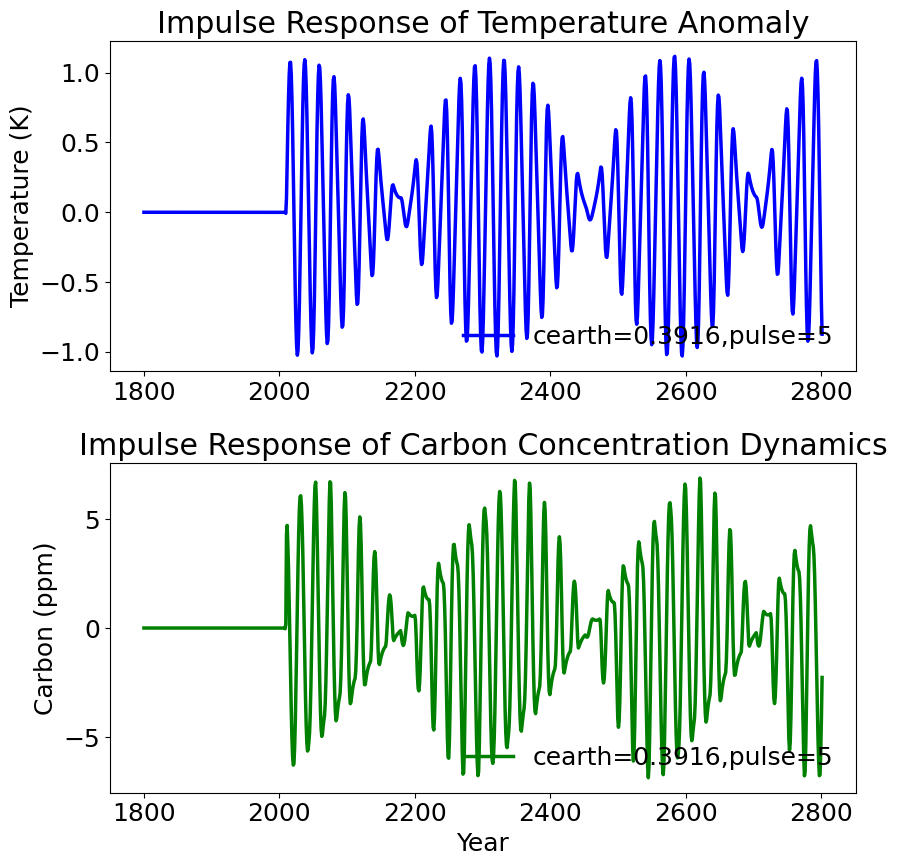 Impulse Response of Temperature Anomaly
Temperature (K)
1.0
0.5
0.0
−0.5
−1.0
cearth=0.3916,pulse=5
1800 2000 2200 2400 2600 2800
Impulse Response of Carbon Concentration Dynamics
Carbon (ppm)
5
0
−5
cearth=0.3916,pulse=5
1800 2000 2200 2400 2600 2800
Year